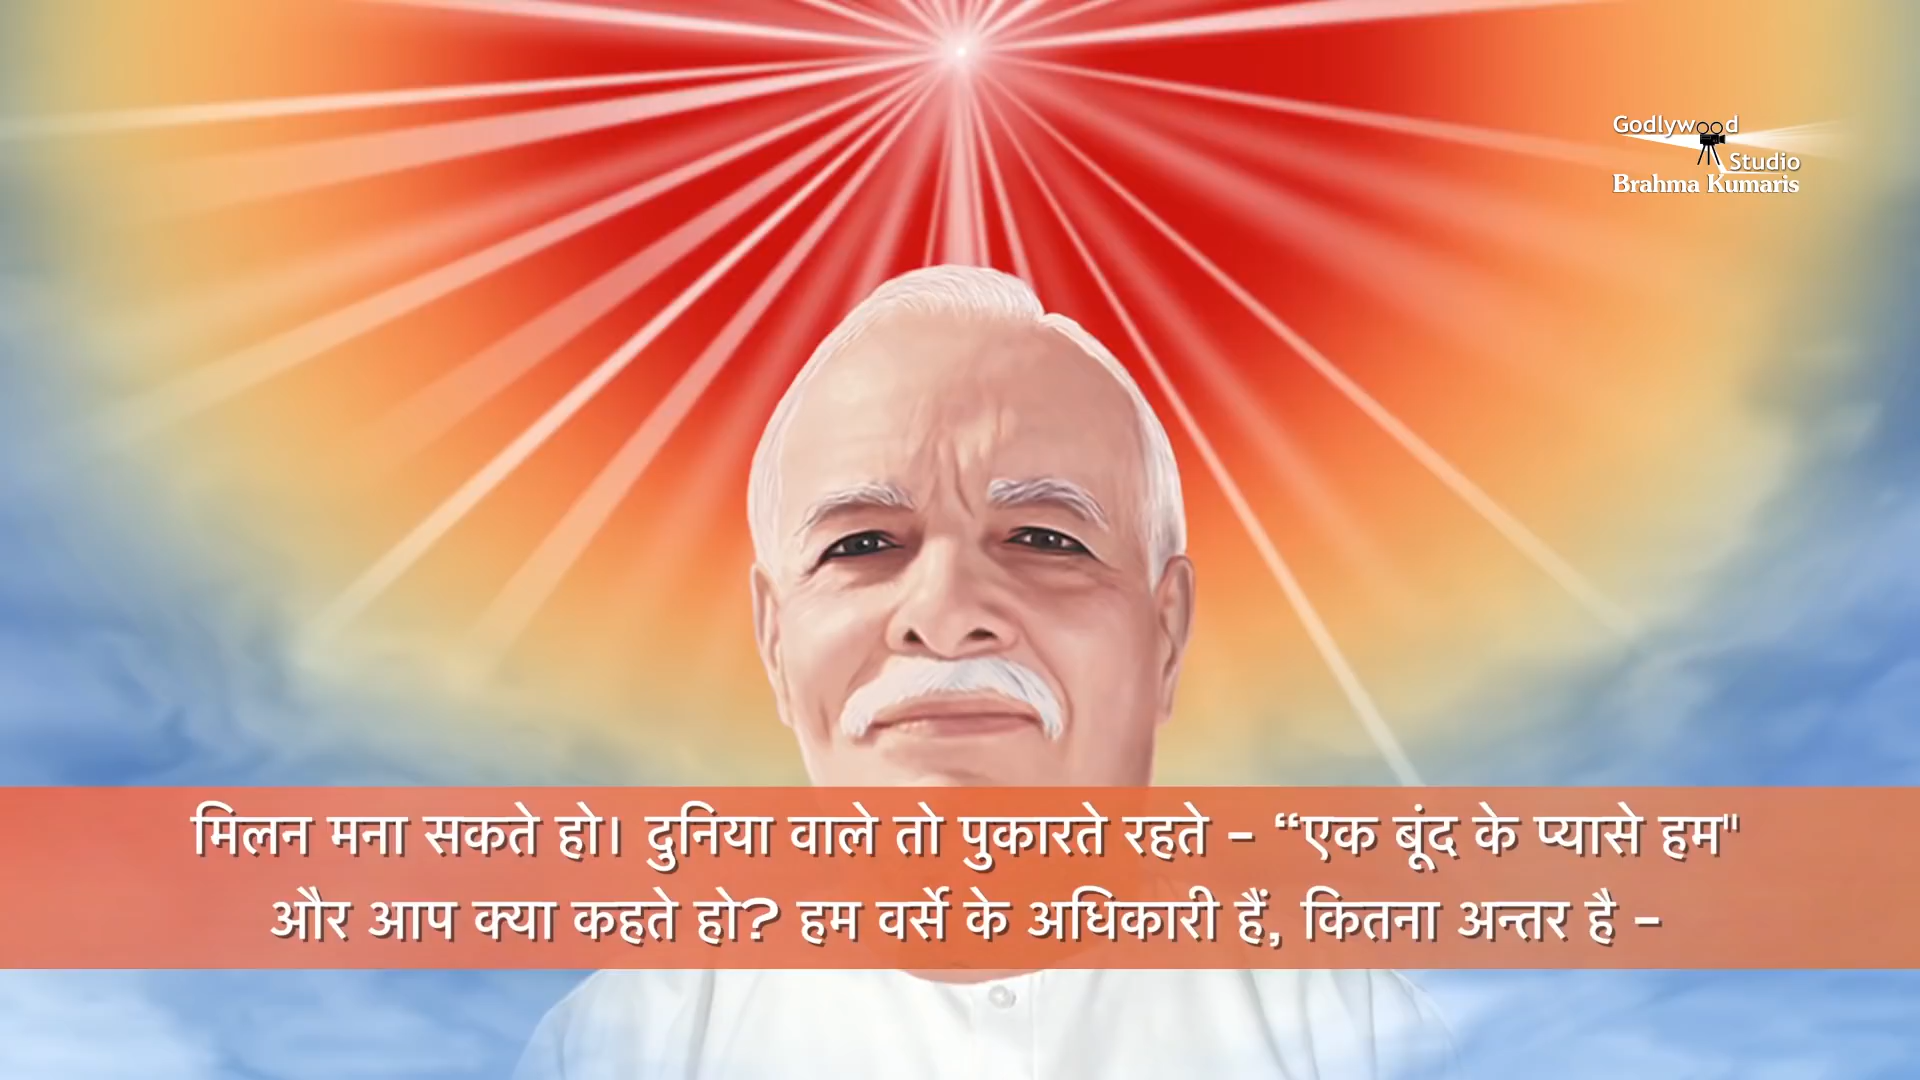 Godlywood
Studio
Brahma Kumaris
मिलन मना सकते हो। दुनिया वाले तो पुकारते रहते – “एक बूंद के प्यासे हम"
और आप क्या कहते हो? हम वर्से के अधिकारी हैं, कितना अन्तर है –